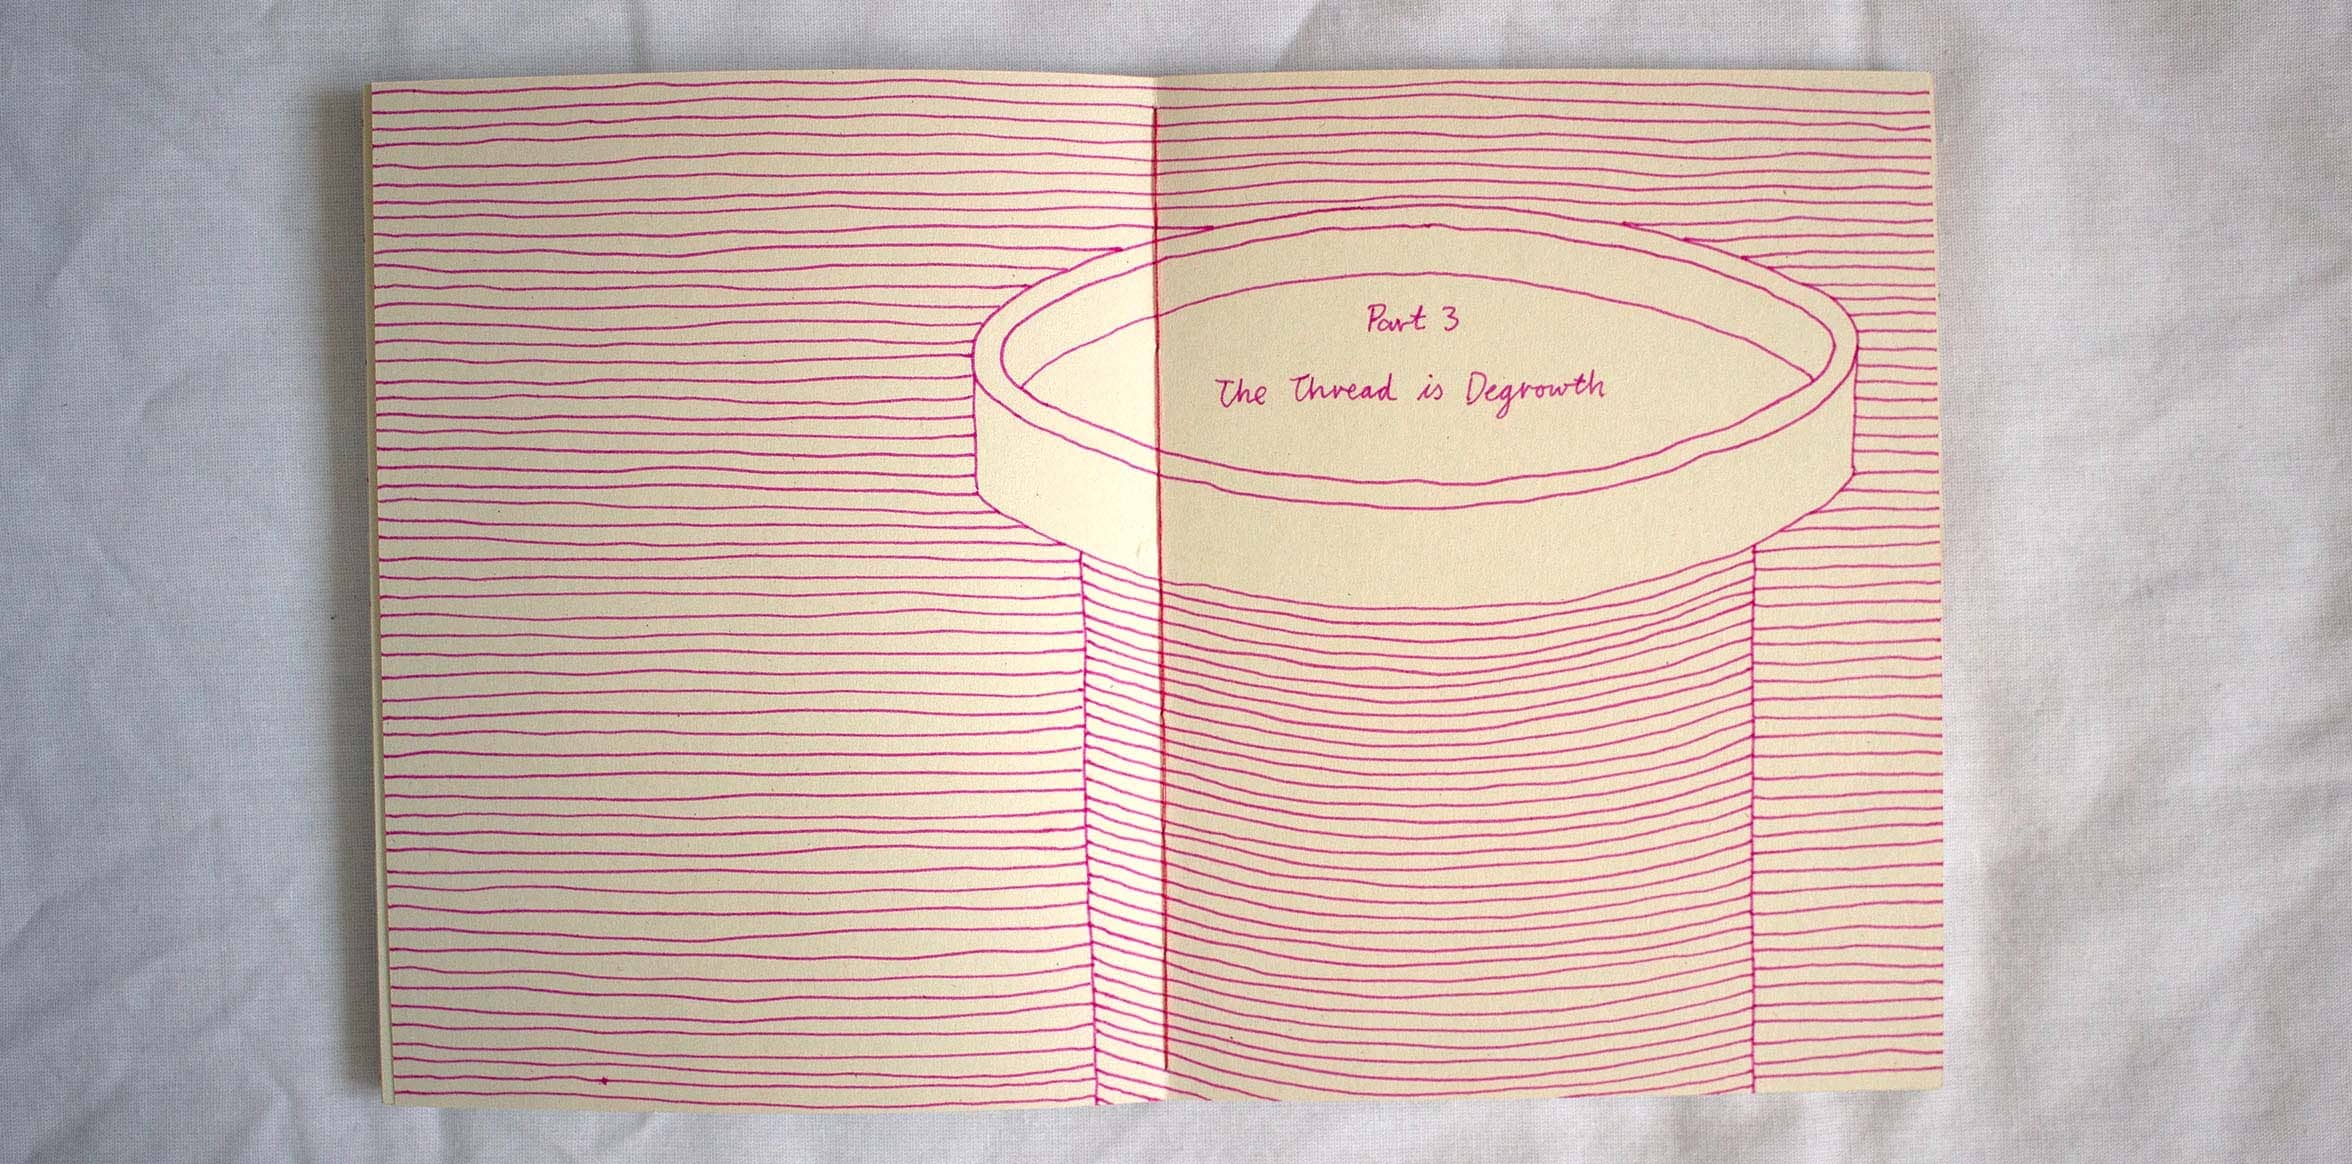 Part 3
The Thread is Degrowth